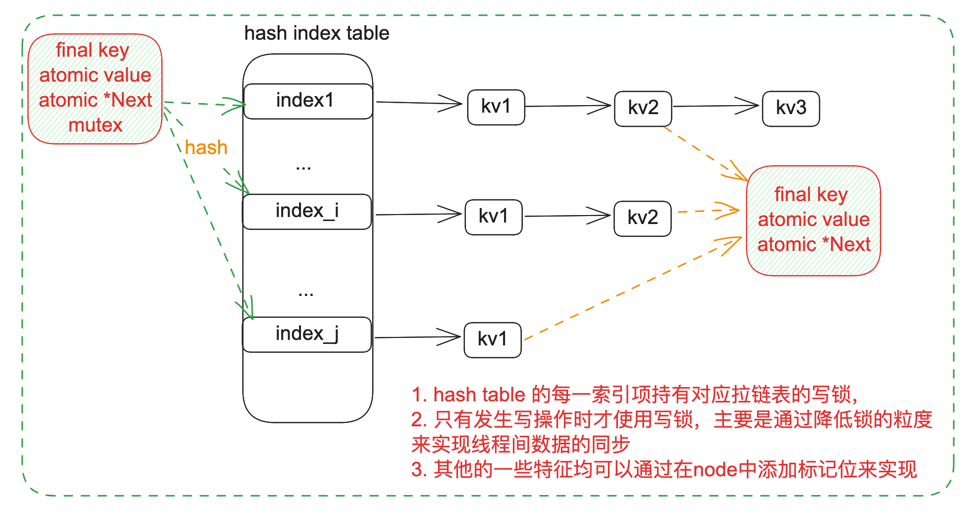 hash index table
final key
atomic value
atomic *Next
mutex
hash
index1
kv1
kv2
kv3
...
index_i
kv1
kv2
final key
atomic value
atomic *Next
...
index_j
kv1
1. hash table 的每一索引项持有对应拉链表的写锁，
2. 只有发生写操作时才使用写锁，主要是通过降低锁的粒度
来实现线程间数据的同步
3. 其他的一些特征均可以通过在node中添加标记位来实现